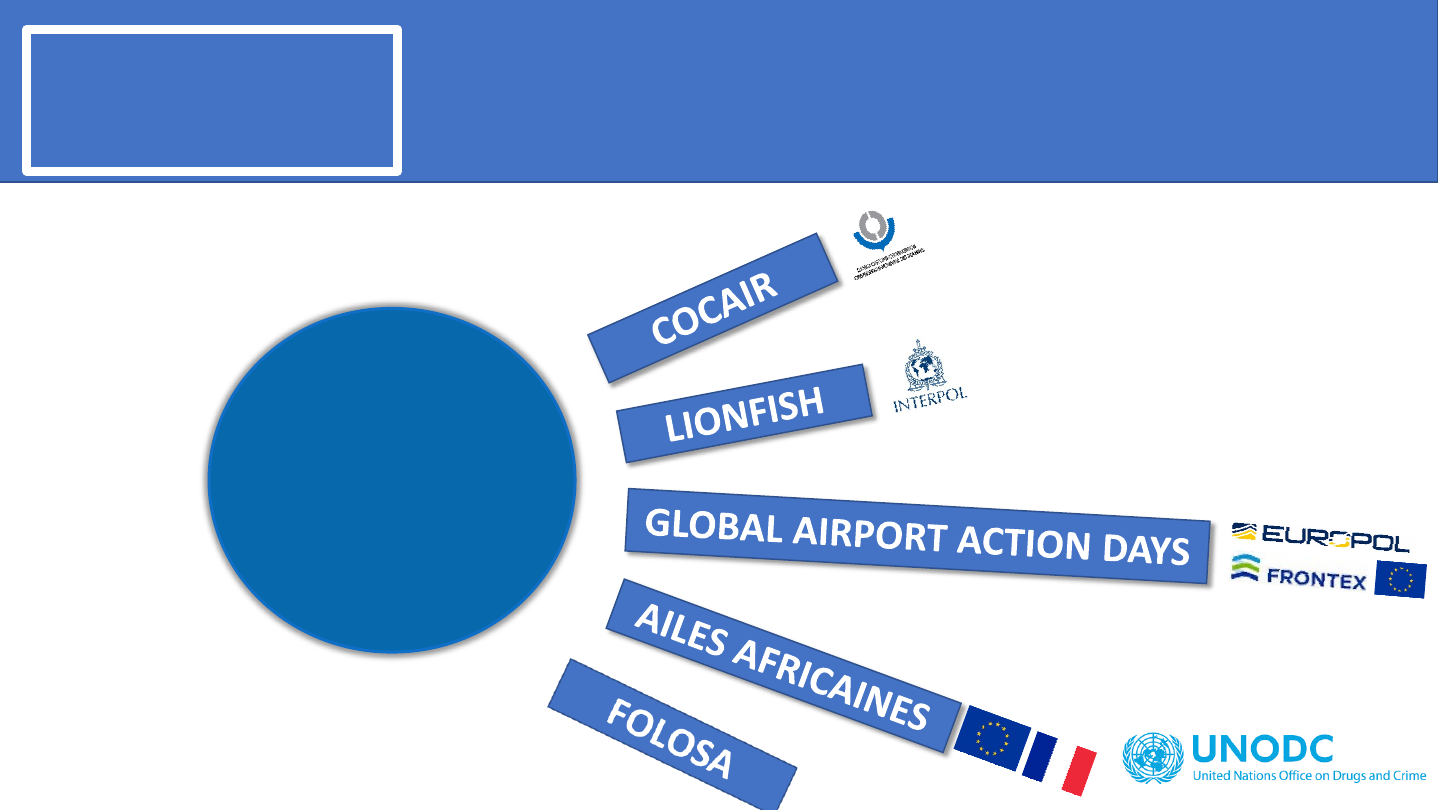 COCAIR
LIONFISH
INTERPOL
GLOBAL AIRPORT ACTION DAYS
EUROPOL
FRONTEX
AILES AFRICAINES
FOLOSA
UNODC
United Nations Office on Drugs and Crime